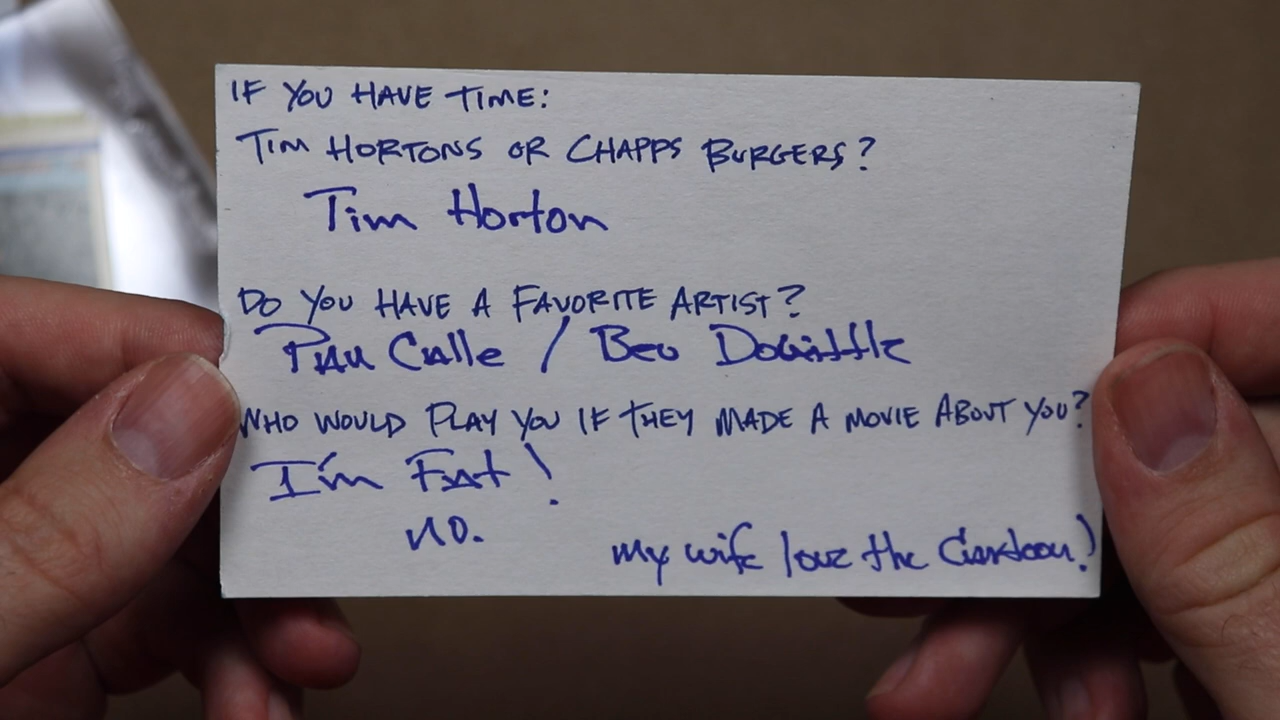 IF YOU HAVE TIME:
TIM HORTONS OR CHAPPS BURGERS?
Tim Horton
DO YOU HAVE A FAVORITE ARTIST?
Paul Calle / Bev Doolittle
WHO WOULD PLAY YOU IF THEY MADE A MOVIE ABOUT YOU?
I'm Fat!
no.
my wife love the Cartoon!